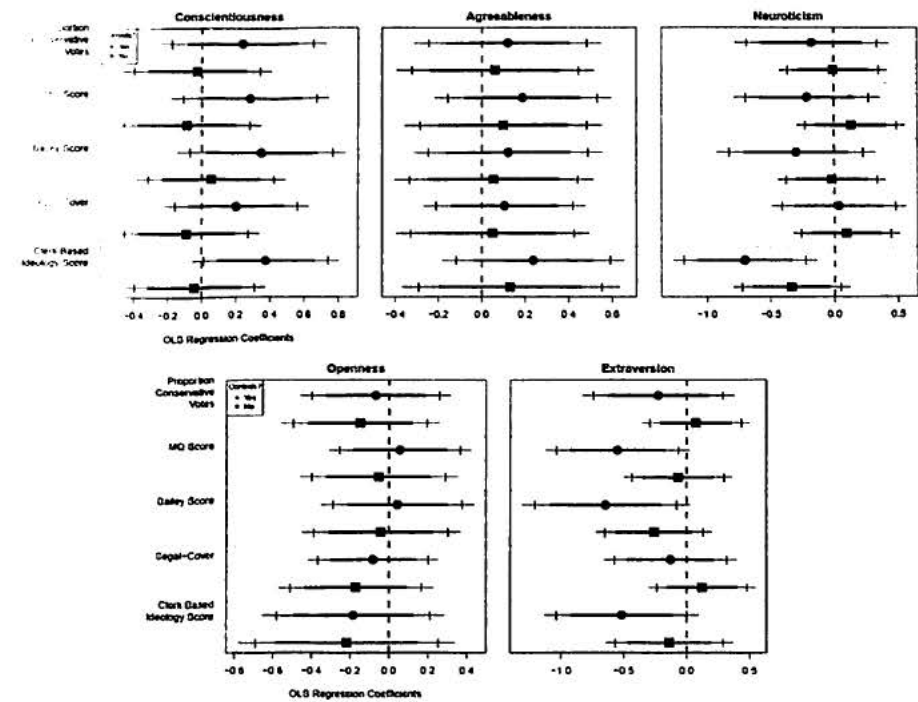 Conscientiousness
Agreeableness
Neuroticism
Votes
Score
Score
Cover
Clerk Based
Ideology Score
-0.4 0.0 0.2 0.4 0.6 0.8
-0.4 -0.2 0.0 0.2 0.4 0.6
-1.0 -0.5 0.0 0.5
OLS Regression Coefficients
Openness
Extraversion
Proportion
Conservative
Votes
MQ Score
Bailey Score
Segal-Cover
Clerk Based
Ideology Score
Controls?
Yes
No
-0.8 -0.6 -0.4 -0.2 0.0 0.2 0.4
-1.0 -0.5 0.0 0.5
OLS Regression Coefficients